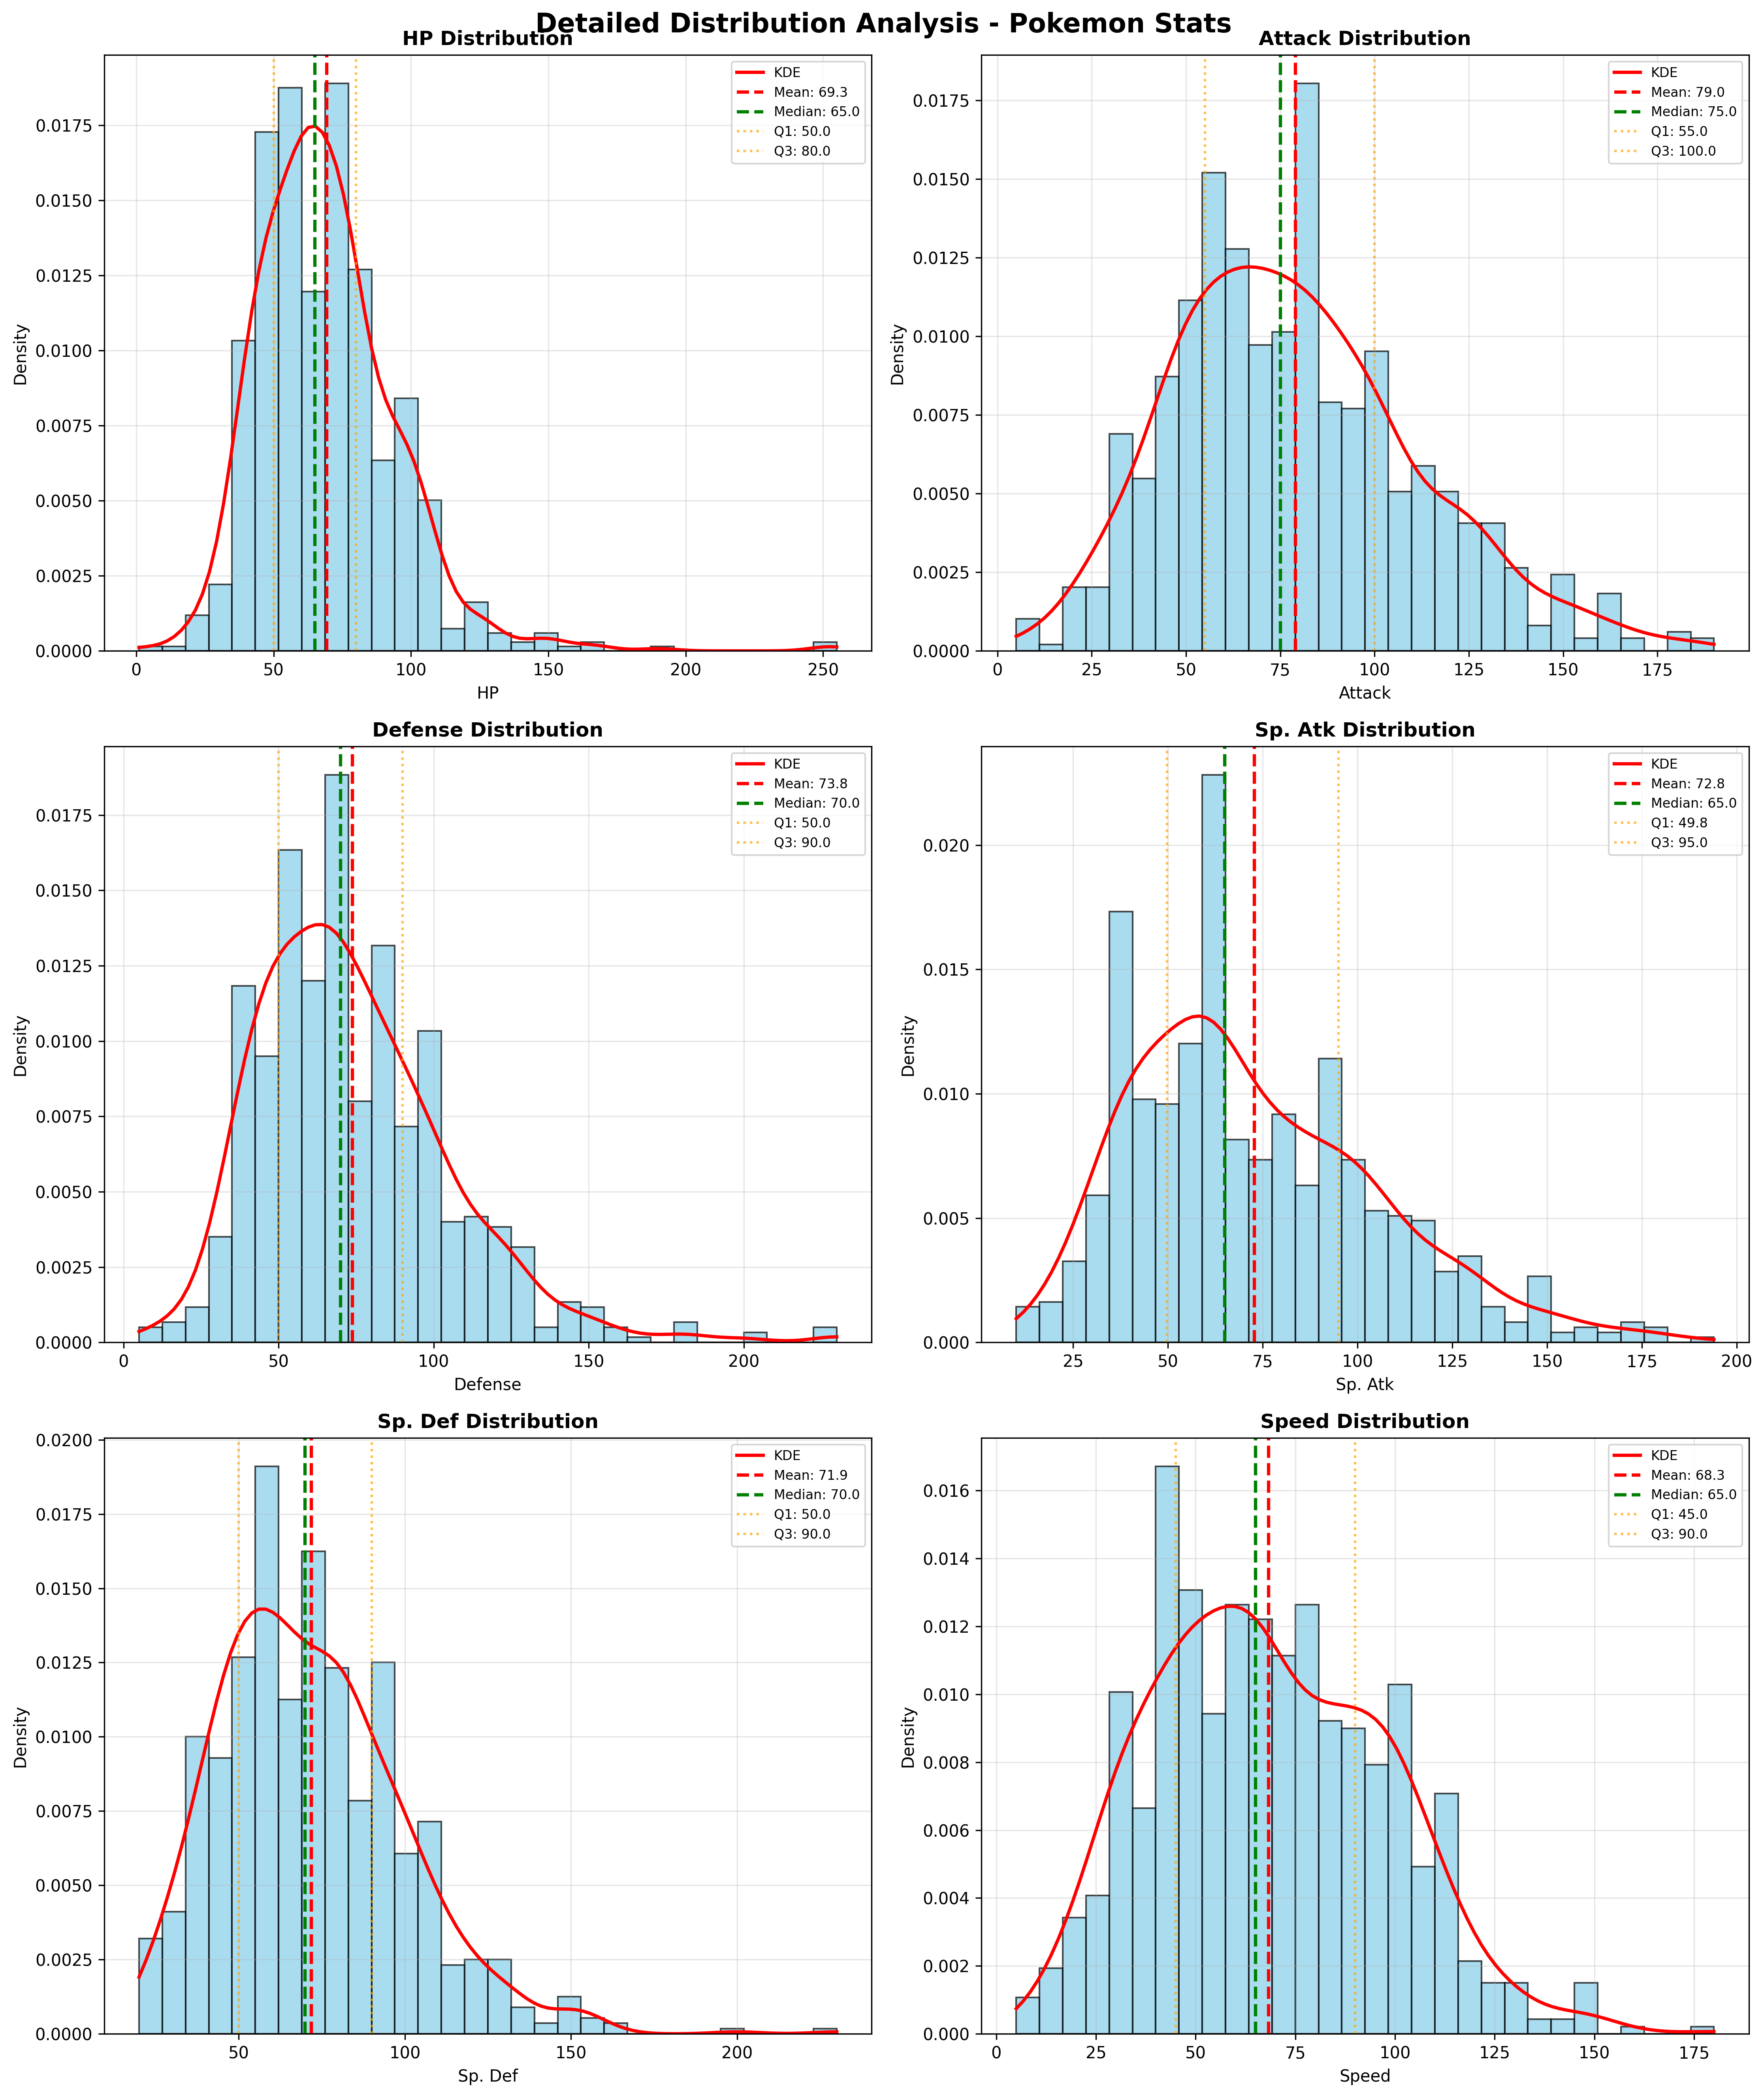 Detailed Distribution Analysis - Pokemon Stats
HP Distribution
KDE
Mean: 69.3
Median: 65.0
Q1: 50.0
Q3: 80.0
0.0175
0.0150
0.0125
0.0100
0.0075
0.0050
0.0025
0.0000
Density
0 50 100 150 200 250
HP
Attack Distribution
KDE
Mean: 79.0
Median: 75.0
Q1: 55.0
Q3: 100.0
0.0175
0.0150
0.0125
0.0100
0.0075
0.0050
0.0025
0.0000
Density
0 25 50 75 100 125 150 175
Attack
Defense Distribution
KDE
Mean: 73.8
Median: 70.0
Q1: 50.0
Q3: 90.0
0.0175
0.0150
0.0125
0.0100
0.0075
0.0050
0.0025
0.0000
Density
0 50 100 150 200
Defense
Sp. Atk Distribution
KDE
Mean: 72.8
Median: 65.0
Q1: 49.8
Q3: 95.0
0.020
0.015
0.010
0.005
0.000
Density
25 50 75 100 125 150 175 200
Sp. Atk
Sp. Def Distribution
KDE
Mean: 71.9
Median: 70.0
Q1: 50.0
Q3: 90.0
0.0200
0.0175
0.0150
0.0125
0.0100
0.0075
0.0050
0.0025
0.0000
Density
50 100 150 200
Sp. Def
Speed Distribution
KDE
Mean: 68.3
Median: 65.0
Q1: 45.0
Q3: 90.0
0.016
0.014
0.012
0.010
0.008
0.006
0.004
0.002
0.000
Density
0 25 50 75 100 125 150 175
Speed